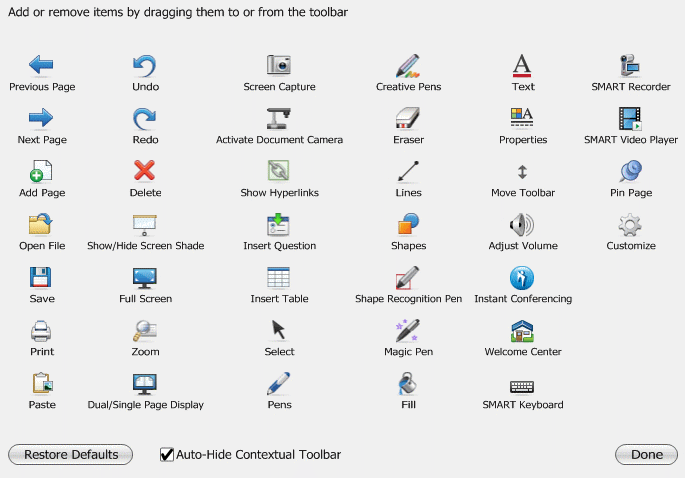 Add or remove items by dragging them to or from the toolbar
Previous Page
Undo
Screen Capture
Creative Pens
Text
SMART Recorder
Next Page
Redo
Activate Document Camera
Eraser
Properties
SMART Video Player
Add Page
Delete
Show Hyperlinks
Lines
Move Toolbar
Pin Page
Open File
Show/Hide Screen Shade
Insert Question
Shapes
Adjust Volume
Customize
Save
Full Screen
Insert Table
Shape Recognition Pen
Instant Conferencing
Print
Zoom
Select
Magic Pen
Welcome Center
Paste
Dual/Single Page Display
Pens
Fill
SMART Keyboard
Restore Defaults
Auto-Hide Contextual Toolbar
Done